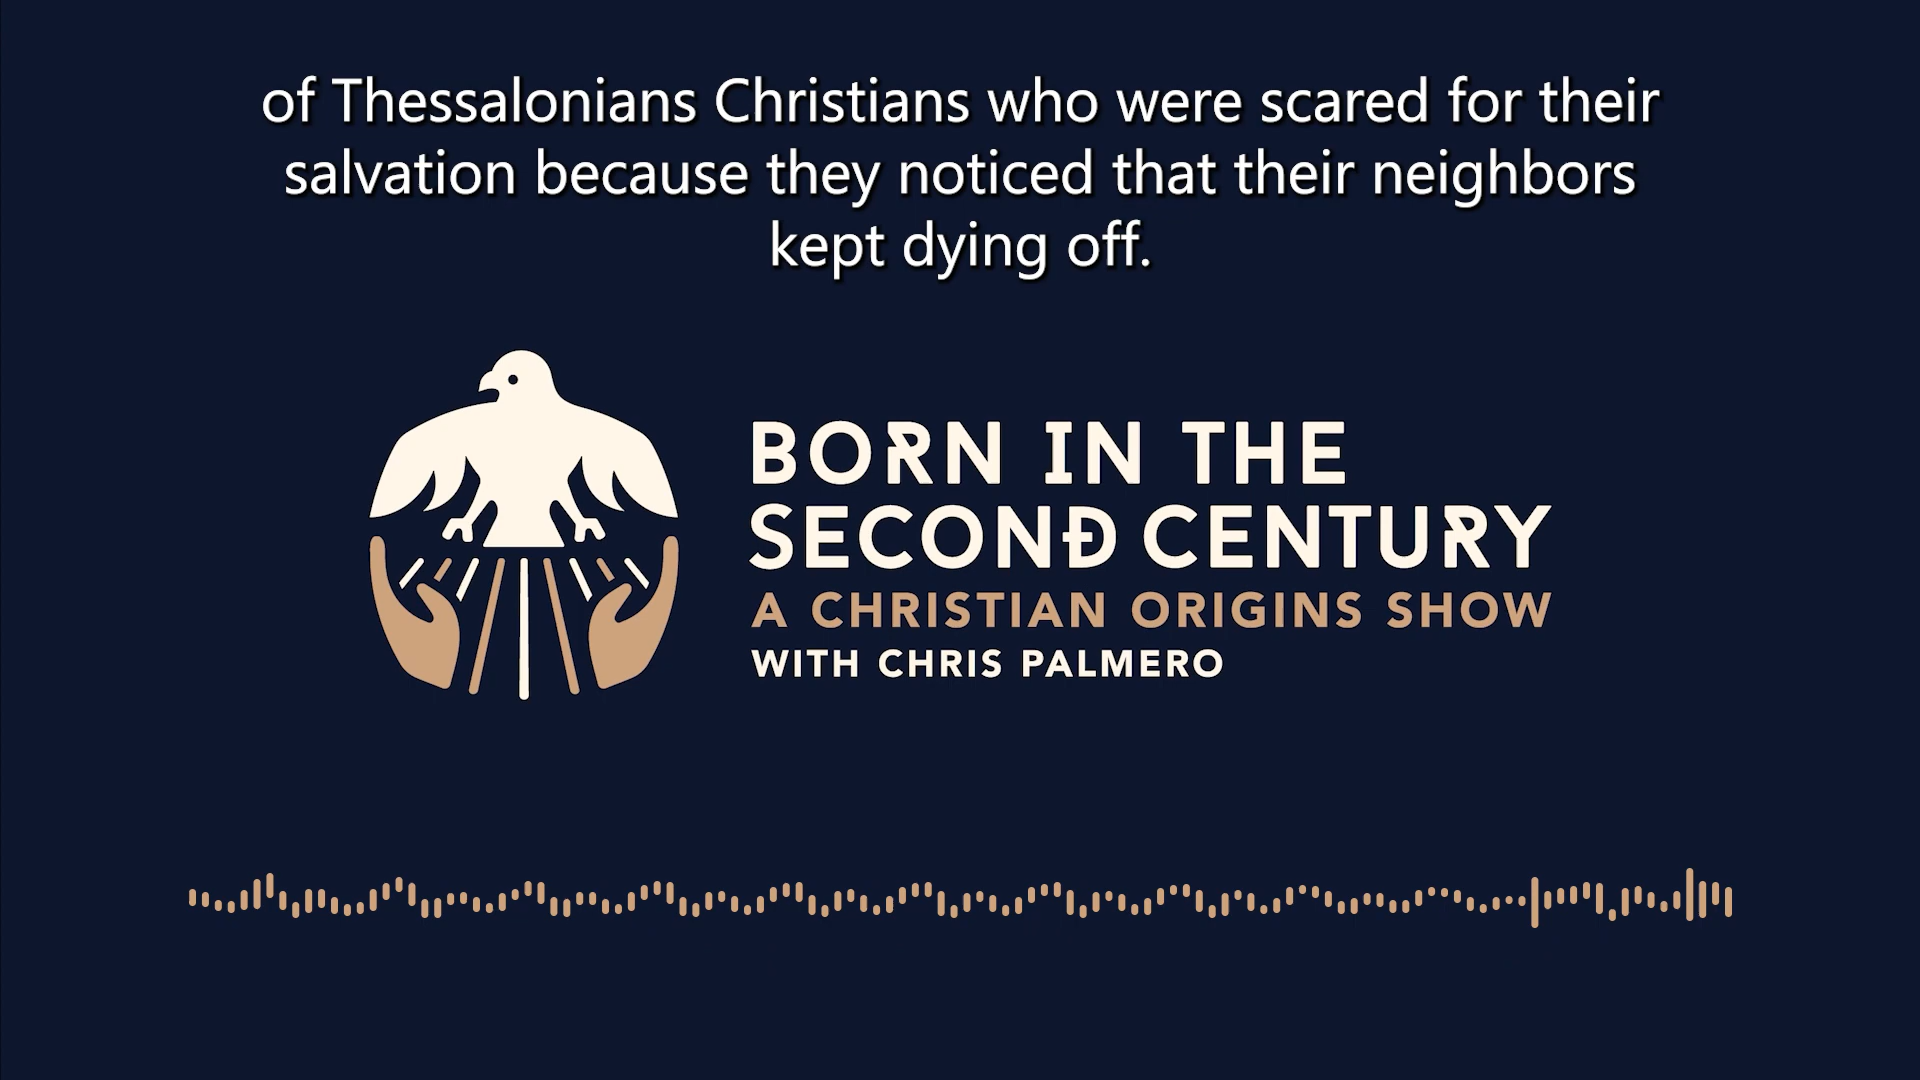 of Thessalonians Christians who were scared for their
salvation because they noticed that their neighbors
kept dying off.
BORN IN THE
SECOND CENTURY
A CHRISTIAN ORIGINS SHOW
WITH CHRIS PALMERO